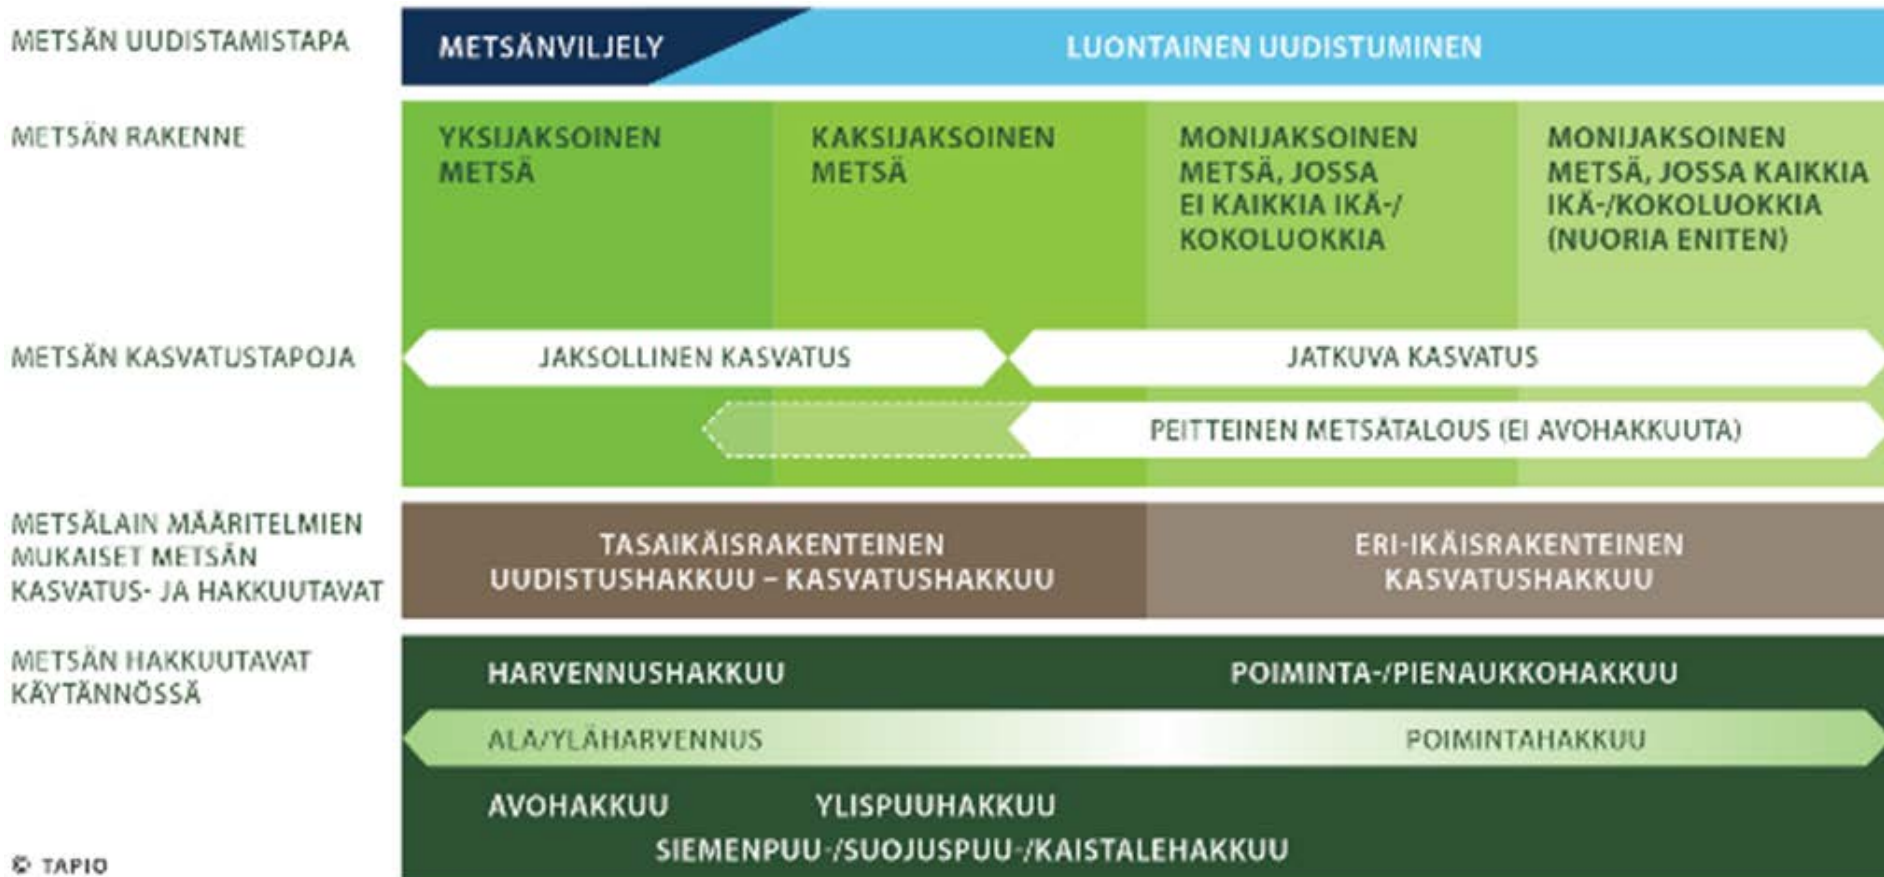 METSÄN UUDISTAMISTAPA
METSÄNVILJELY
LUONTAINEN UUDISTUMINEN
METSÄN RAKENNE
YKSIJAKSOINEN
METSÄ
KAKSIJAKSOINEN
METSÄ
MONIJAKSOINEN
METSÄ, JOSSA
EI KAIKKIA IKÄ-/
KOKOLUOKKIA
MONIJAKSOINEN
METSÄ, JOSSA KAIKKIA
IKÄ-/KOKOLUOKKIA
(NUORIA ENITEN)
METSÄN KASVATUSTAPOJA
JAKSOLLINEN KASVATUS
JATKUVA KASVATUS
PEITTEINEN METSÄTALOUS (EI AVOHAKKUUTA)
METSÄLAIN MÄÄRITELMIEN
MUKAISET METSÄN
KASVATUS- JA HAKKUUTAVAT
TASAIKÄISRAKENTEINEN
UUDISTUSHAKKUU – KASVATUSHAKKUU
ERI-IKÄISRAKENTEINEN
KASVATUSHAKKUU
METSÄN HAKKUUTAVAT
KÄYTÄNNÖSSÄ
HARVENNUSHAKKUU
POIMINTA-/PIENAUKKOHAKKUU
ALA/YLÄHARVENNUS
POIMINTAHAKKUU
AVOHAKKUU
YLISPUUHAKKUU
SIEMENPUU-/SUOJUSPUU-/KAISTALEHAKKUU
© TAPIO